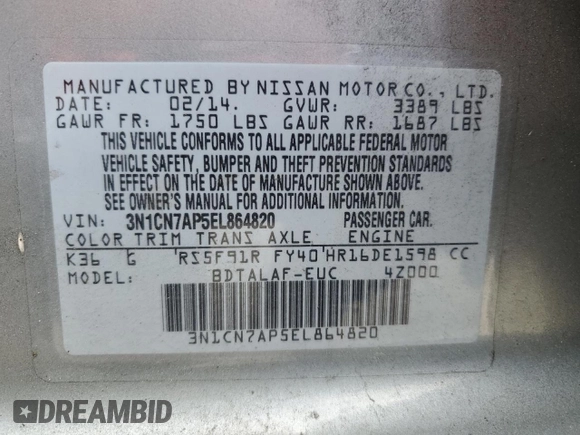 MANUFACTURED BY NISSAN MOTOR CO., LTD.
DATE: 02/14. GVWR: 3389 LBS
GAWR FR: 1750 LBS GAWR RR: 1687 LBS
THIS VEHICLE CONFORMS TO ALL APPLICABLE FEDERAL MOTOR
VEHICLE SAFETY, BUMPER AND THEFT PREVENTION STANDARDS
IN EFFECT ON THE DATE OF MANUFACTURE SHOWN ABOVE.
SEE OWNER'S MANUAL FOR ADDITIONAL INFORMATION.
VIN: 3N1CN7AP5EL864820 PASSENGER CAR.
COLOR TRIM TRANS AXLE ENGINE
K36 G RS5F91R FY40 HR16DE1598 CC
MODEL: BDTALAF-EUC 4Z000
3N1CN7AP5EL864820
DREAMBID